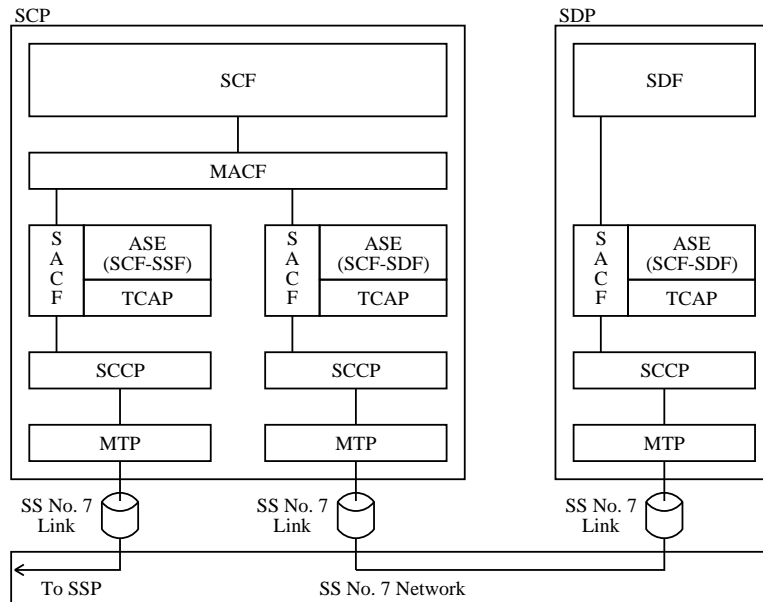 SCP
SDP
SCF
SDF
MACF
S
A
C
F
ASE
(SCF-SSF)
TCAP
S
A
C
F
ASE
(SCF-SDF)
TCAP
S
A
C
F
ASE
(SCF-SDF)
TCAP
SCCP
SCCP
SCCP
MTP
MTP
MTP
SS No. 7
Link
SS No. 7
Link
SS No. 7
Link
To SSP
SS No. 7 Network